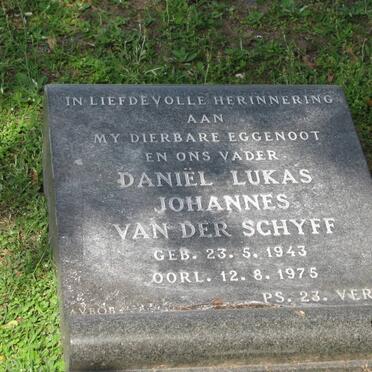 IN LIEFDEVOLLE HERINNERING
AAN
MY DIERBARE EGGENOOT
EN ONS VADER
DANIËL LUKAS
JOHANNES
VAN DER SCHYFF
GEB. 23. 5. 1943
OORL. 12. 8. 1975
PS. 23. VER
AVBOB